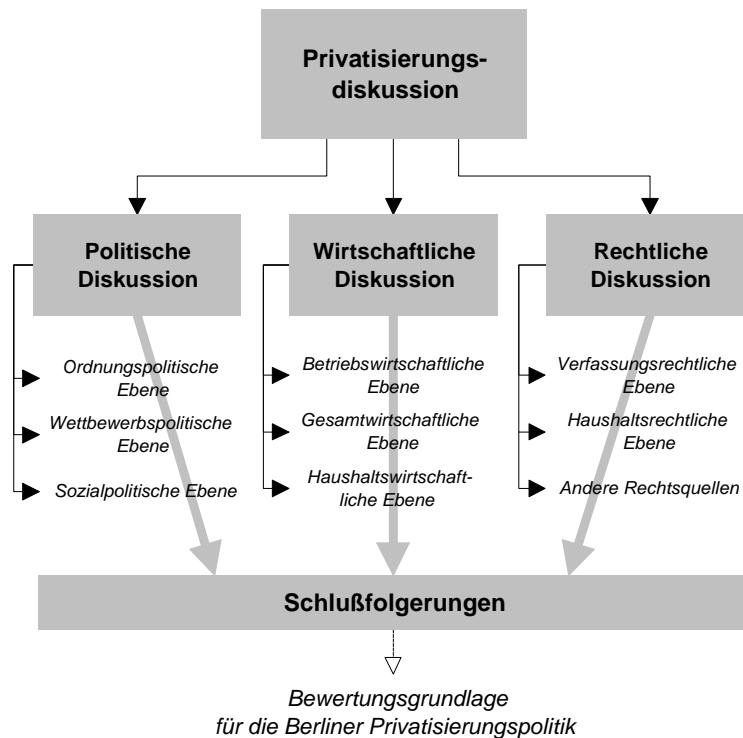 Privatisierungs-
diskussion
Politische
Diskussion
Wirtschaftliche
Diskussion
Rechtliche
Diskussion
Ordnungspolitische
Ebene
Wettbewerbspolitische
Ebene
Sozialpolitische Ebene
Betriebswirtschaftliche
Ebene
Gesamtwirtschaftliche
Ebene
Haushaltswirtschaft-
liche Ebene
Verfassungsrechtliche
Ebene
Haushaltsrechtliche
Ebene
Andere Rechtsquellen
Schlußfolgerungen
Bewertungsgrundlage
für die Berliner Privatisierungspolitik